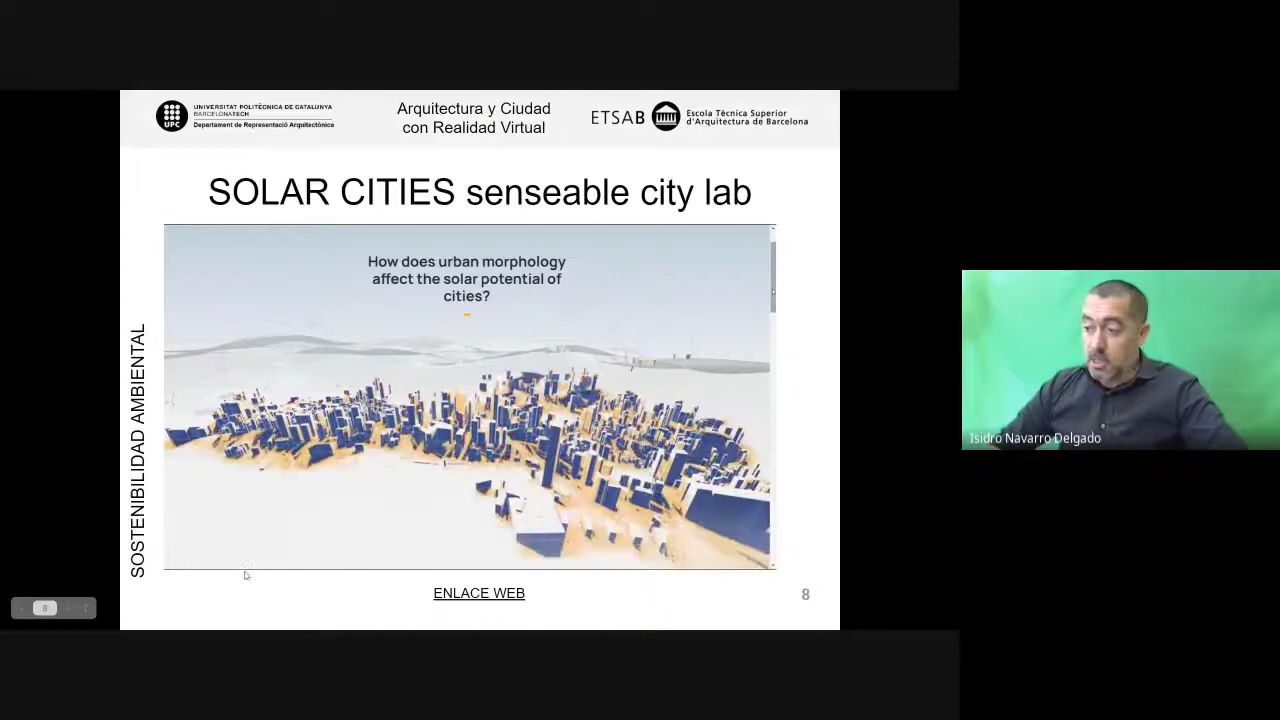 UNIVERSITAT POLITÈCNICA DE CATALUNYA
BARCELONATECH
Departament de Representació Arquitectònica
UPC
Arquitectura y Ciudad
con Realidad Virtual
ETSAB
Escola Tècnica Superior
d'Arquitectura de Barcelona
SOLAR CITIES senseable city lab
How does urban morphology
affect the solar potential of
cities?
SOSTENIBILIDAD AMBIENTAL
ENLACE WEB
8
8
Isidro Navarro Delgado